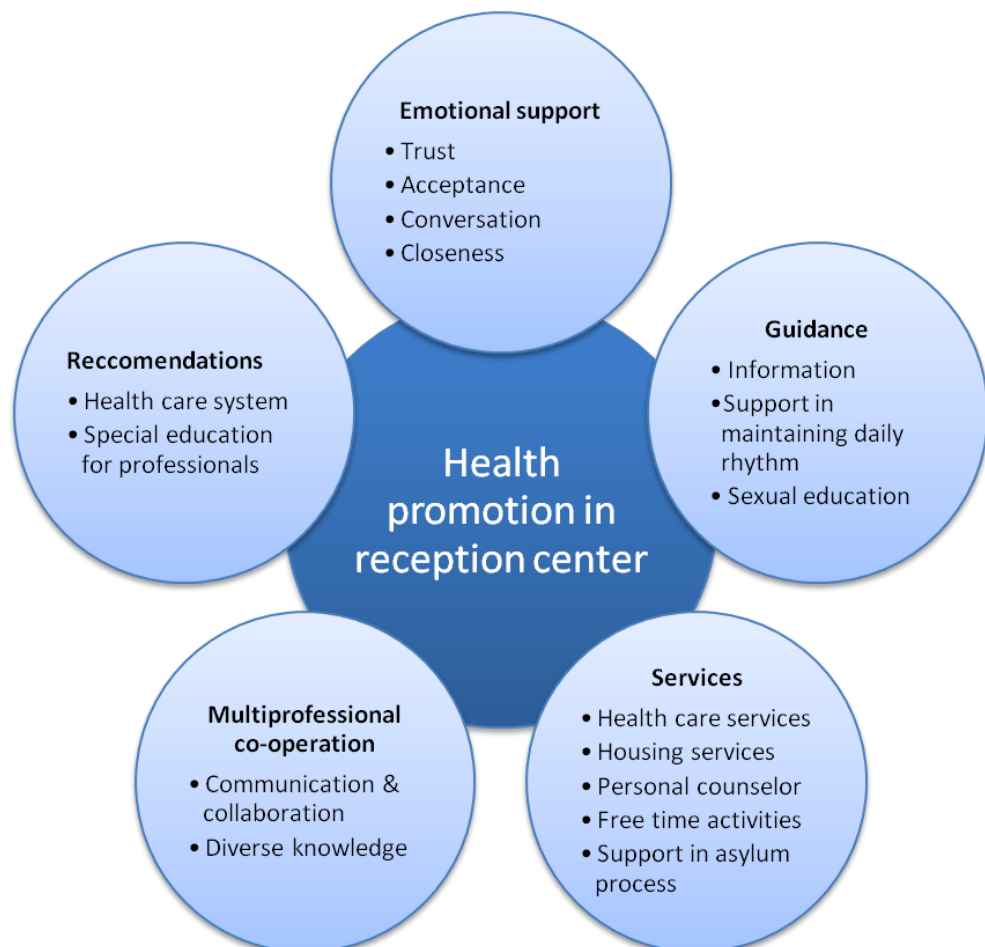 Emotional support
• Trust
• Acceptance
• Conversation
• Closeness
Guidance
• Information
•Support in
maintaining daily
rhythm
• Sexual education
Services
• Health care services
• Housing services
• Personal counselor
• Free time activities
• Support in asylum
process
Multiprofessional
co-operation
• Communication &
collaboration
• Diverse knowledge
Reccomendations
• Health care system
• Special education
for professionals
Health
promotion in
reception center